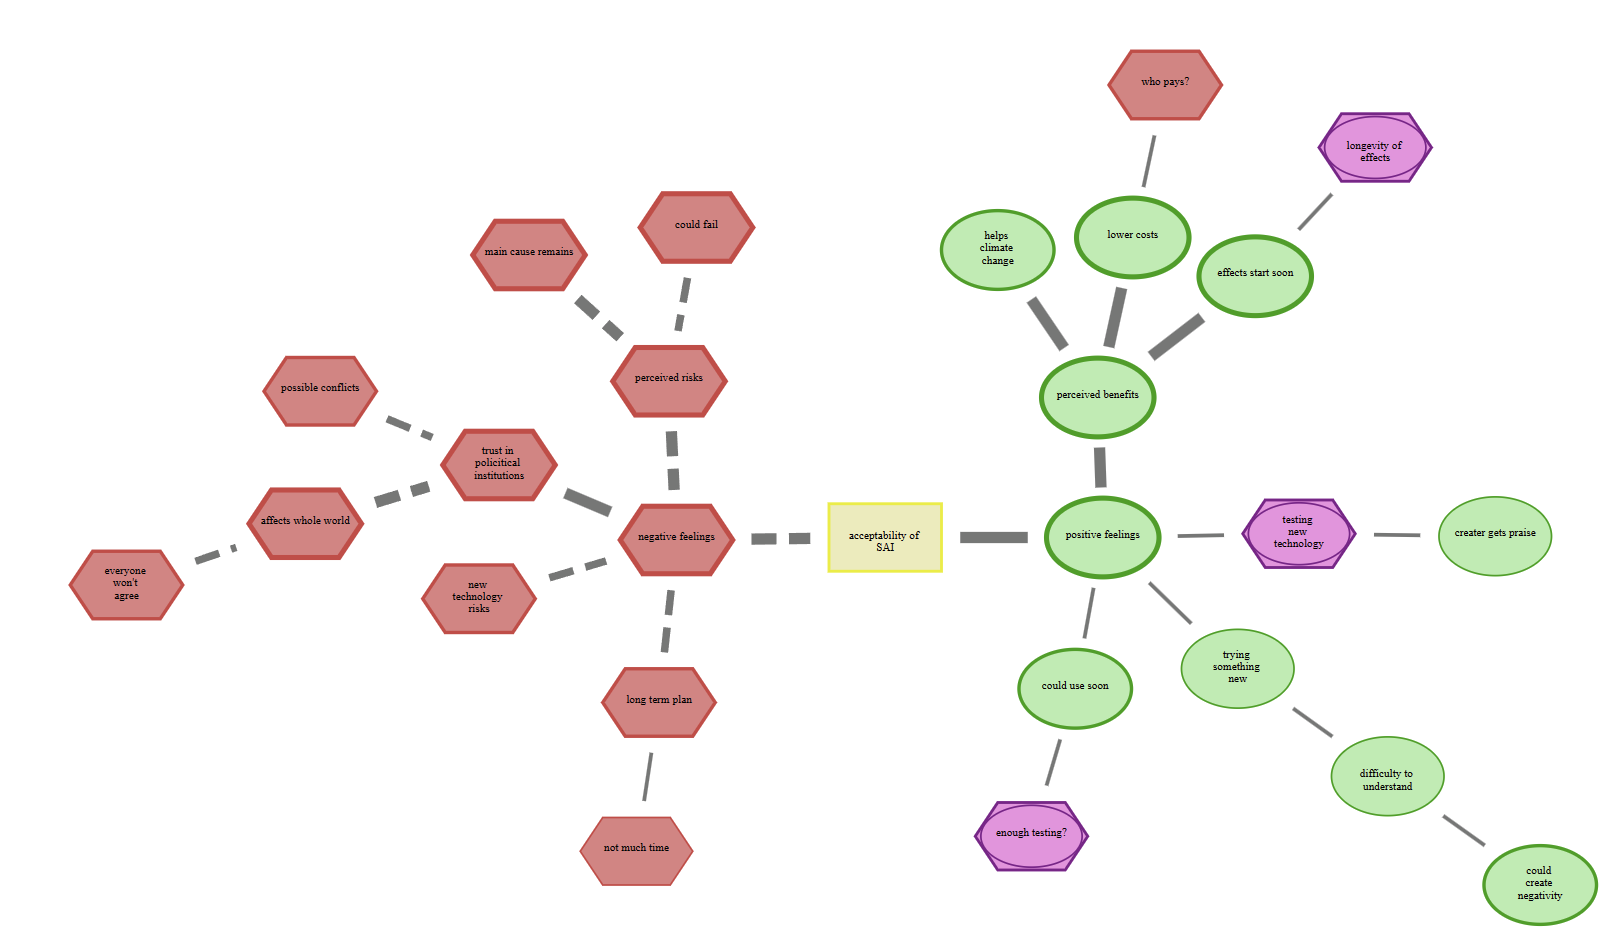 who pays?
longevity of
effects
could fail
main cause remains
helps
climate
change
lower costs
effects start soon
perceived risks
possible conflicts
perceived benefits
trust in
policitical
institutions
affects whole world
negative feelings
acceptability of
SAI
positive feelings
testing
new
technology
creater gets praise
everyone
won't
agree
new
technology
risks
trying
something
new
could use soon
long term plan
difficulty to
understand
enough testing?
not much time
could
create
negativity